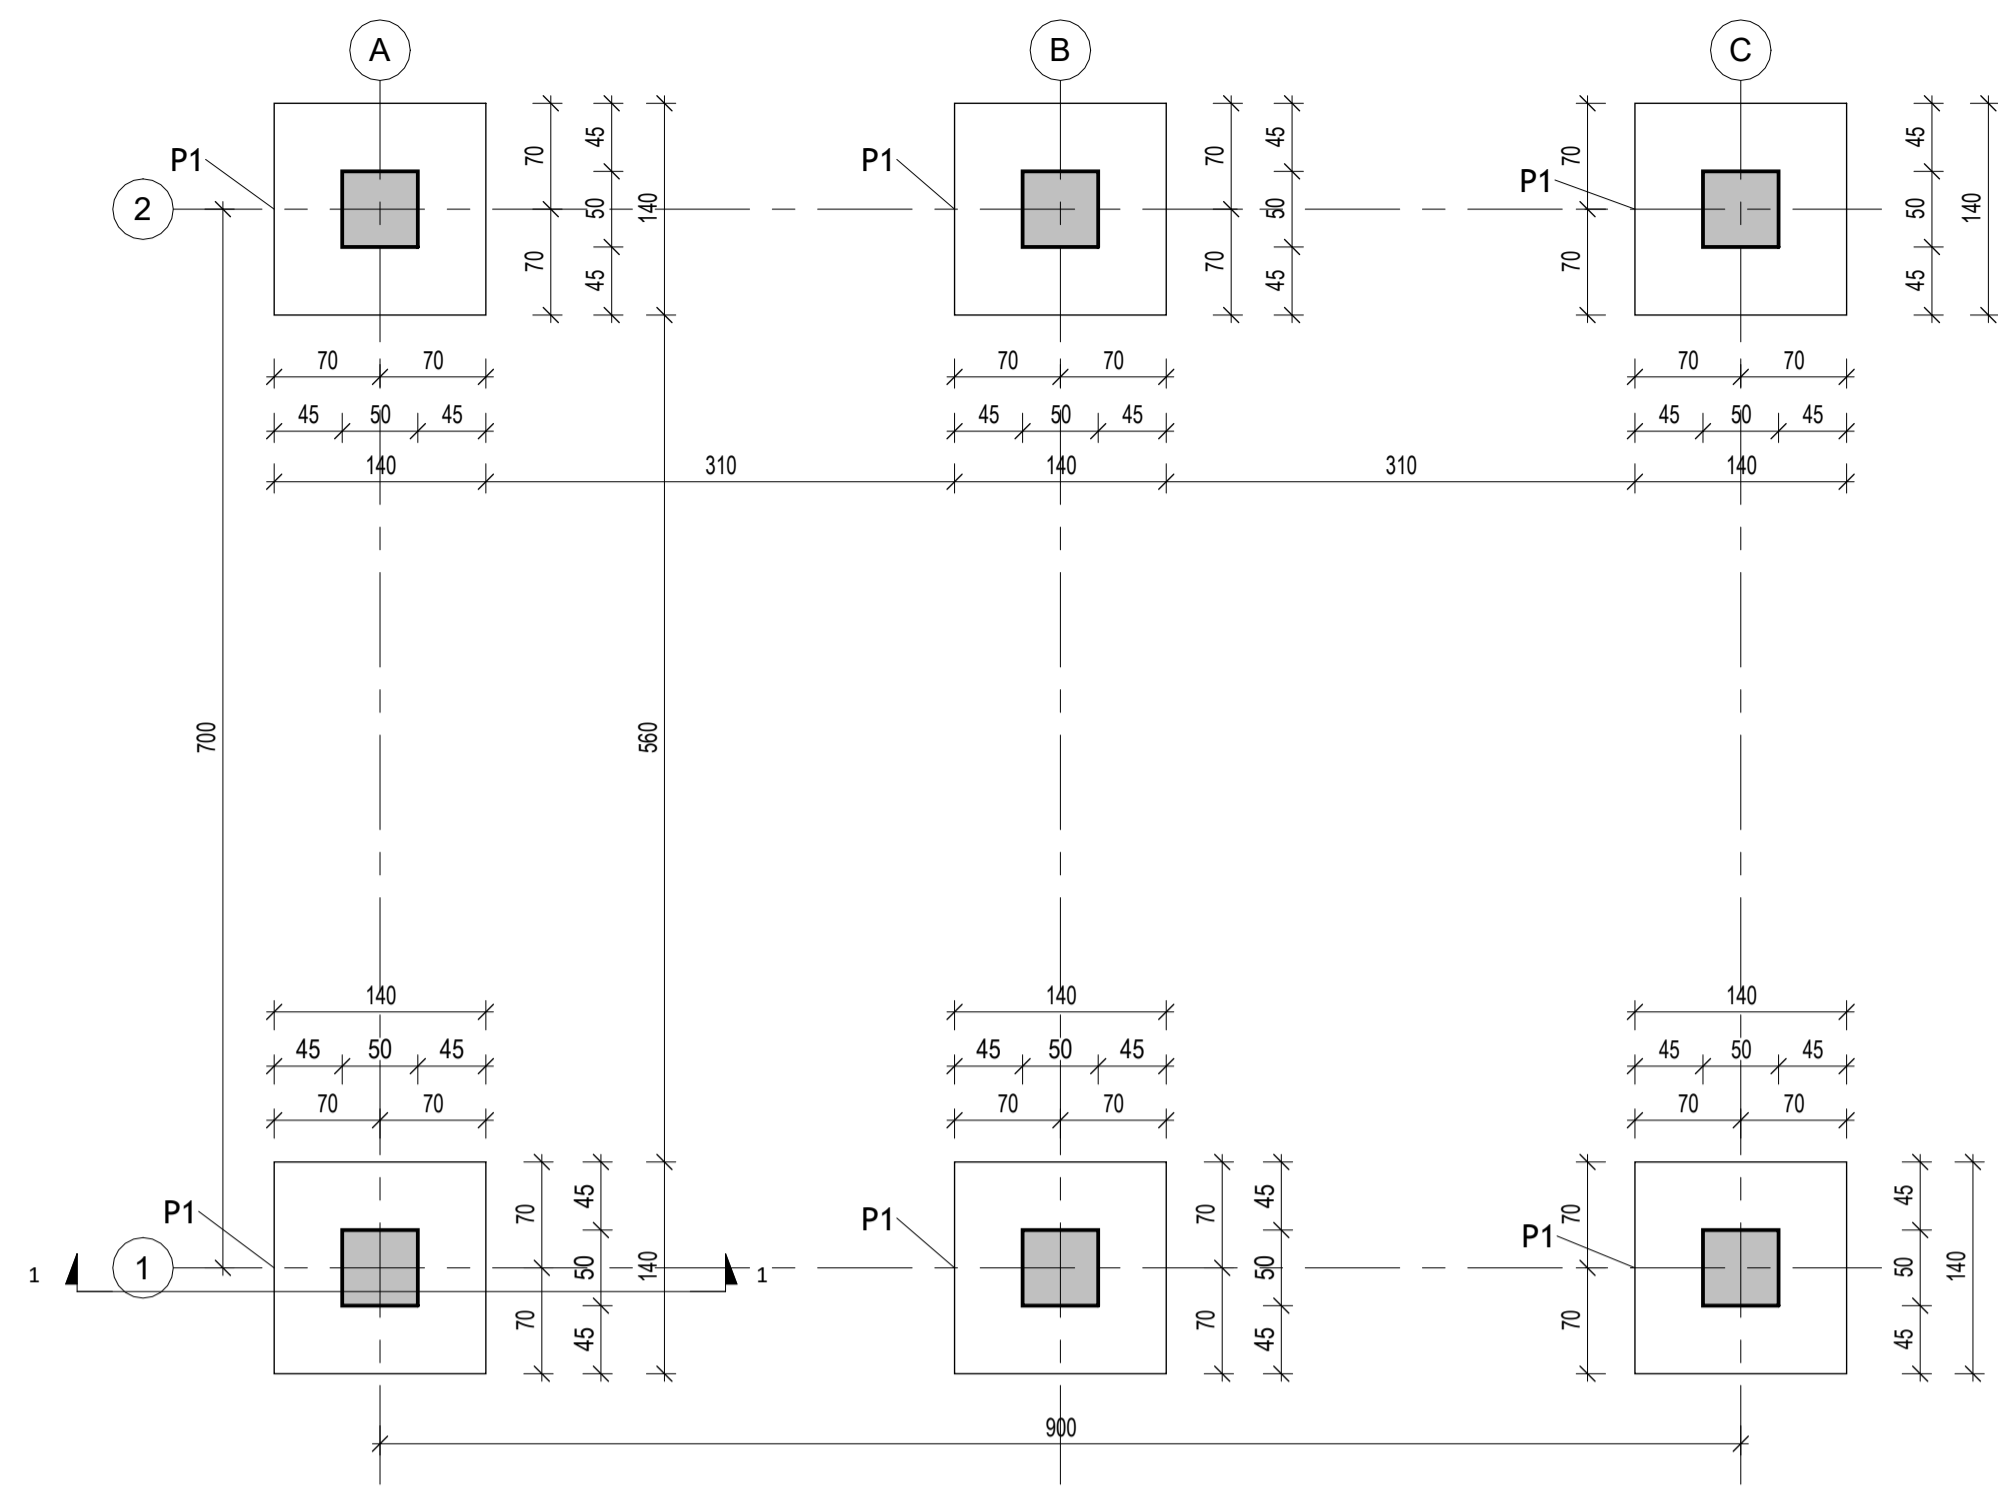 A B C
P1 70 45 P1 70 45 P1 70 45
2 50 140 50 50 140
70 45 70 45 70 45
70 70 70 70 70 70
45 50 45 45 50 45 45 50 45
140 310 140 310 140
700 560
140 140 140
45 50 45 45 50 45 45 50 45
70 70 70 70 70 70
P1 70 45 P1 70 45 P1 70 45
1 1 50 140 1 50 50 140
70 45 70 45 70 45
900